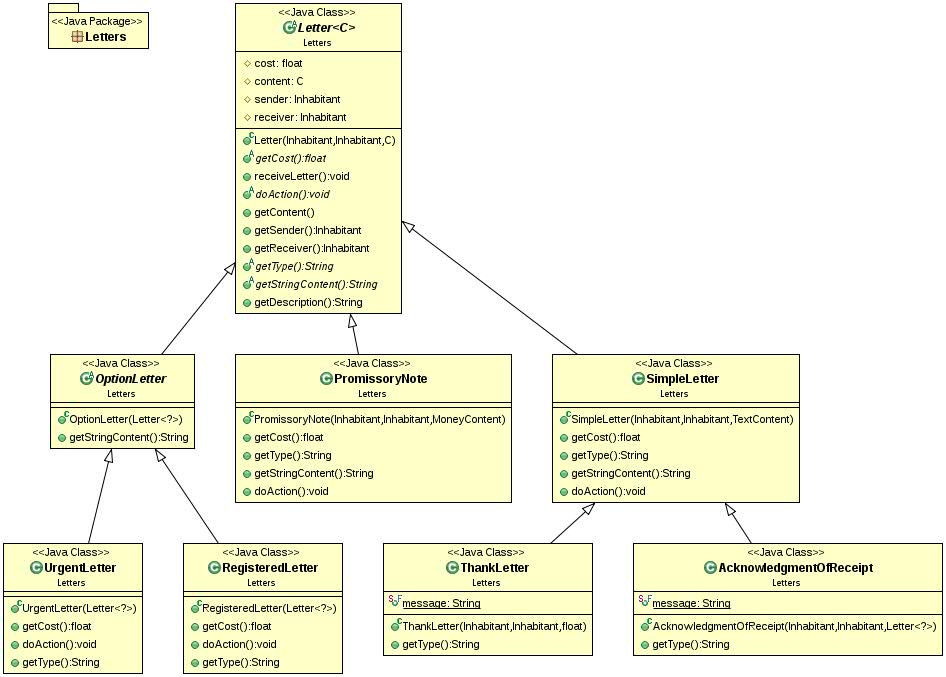 <<Java Package>>
Letters
<<Java Class>>
Letter<C>
Letters
cost: float
content: C
sender: Inhabitant
receiver: Inhabitant
Letter(Inhabitant,Inhabitant,C)
getCost():float
receiveLetter():void
doAction():void
getContent()
getSender():Inhabitant
getReceiver():Inhabitant
getType():String
getStringContent():String
getDescription():String
<<Java Class>>
OptionLetter
Letters
OptionLetter(Letter<?>)
getStringContent():String
<<Java Class>>
PromissoryNote
Letters
PromissoryNote(Inhabitant,Inhabitant,MoneyContent)
getCost():float
getType():String
getStringContent():String
doAction():void
<<Java Class>>
SimpleLetter
Letters
SimpleLetter(Inhabitant,Inhabitant,TextContent)
getCost():float
getType():String
getStringContent():String
doAction():void
<<Java Class>>
UrgentLetter
Letters
UrgentLetter(Letter<?>)
getCost():float
doAction():void
getType():String
<<Java Class>>
RegisteredLetter
Letters
RegisteredLetter(Letter<?>)
getCost():float
doAction():void
getType():String
<<Java Class>>
ThankLetter
Letters
message: String
ThankLetter(Inhabitant,Inhabitant,float)
getType():String
<<Java Class>>
AcknowledgmentOfReceipt
Letters
message: String
AcknowledgmentOfReceipt(Inhabitant,Inhabitant,Letter<?>)
getType():String